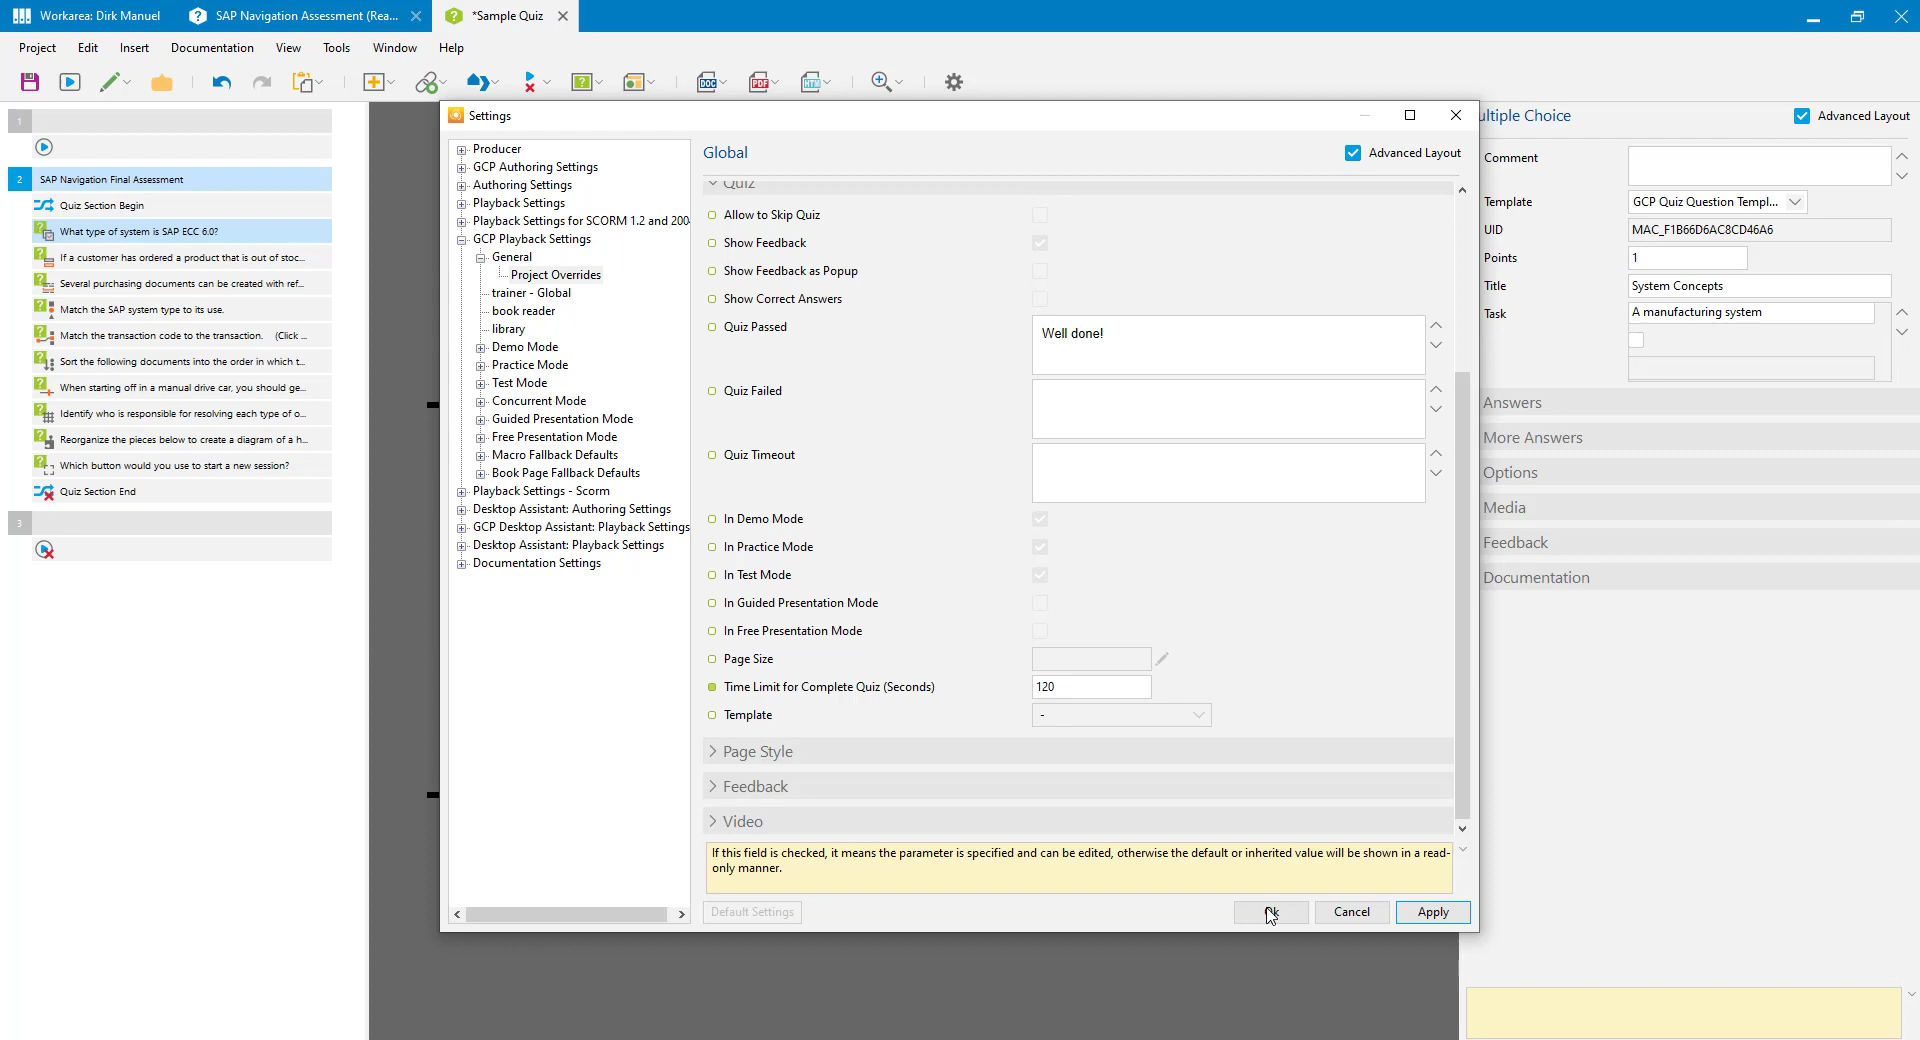 Workarea: Dirk Manuel
SAP Navigation Assessment (Rea...
*Sample Quiz
Project
Edit
Insert
Documentation
View
Tools
Window
Help
DOC
PDF
HTM
1
2
SAP Navigation Final Assessment
Quiz Section Begin
What type of system is SAP ECC 6.0?
If a customer has ordered a product that is out of stoc...
Several purchasing documents can be created with ref...
Match the SAP system type to its use.
Match the transaction code to the transaction. (Click ...
Sort the following documents into the order in which t...
When starting off in a manual drive car, you should ge...
Identify who is responsible for resolving each type of o...
Reorganize the pieces below to create a diagram of a h...
Which button would you use to start a new session?
Quiz Section End
3
Settings
Producer
GCP Authoring Settings
Authoring Settings
Playback Settings
Playback Settings for SCORM 1.2 and 200
GCP Playback Settings
General
Project Overrides
trainer - Global
book reader
library
Demo Mode
Practice Mode
Test Mode
Concurrent Mode
Guided Presentation Mode
Free Presentation Mode
Macro Fallback Defaults
Book Page Fallback Defaults
Playback Settings - Scorm
Desktop Assistant: Authoring Settings
GCP Desktop Assistant: Playback Settings
Desktop Assistant: Playback Settings
Documentation Settings
Global
Advanced Layout
Quiz
Allow to Skip Quiz
Show Feedback
Show Feedback as Popup
Show Correct Answers
Quiz Passed
Well done!
Quiz Failed
Quiz Timeout
In Demo Mode
In Practice Mode
In Test Mode
In Guided Presentation Mode
In Free Presentation Mode
Page Size
Time Limit for Complete Quiz (Seconds)
120
Template
-
Page Style
Feedback
Video
If this field is checked, it means the parameter is specified and can be edited, otherwise the default or inherited value will be shown in a read-
only manner.
Default Settings
Ok
Cancel
Apply
ultiple Choice
Advanced Layout
Comment
Template
GCP Quiz Question Templ...
UID
MAC_F1B66D6AC8CD46A6
Points
1
Title
System Concepts
Task
A manufacturing system
Answers
More Answers
Options
Media
Feedback
Documentation